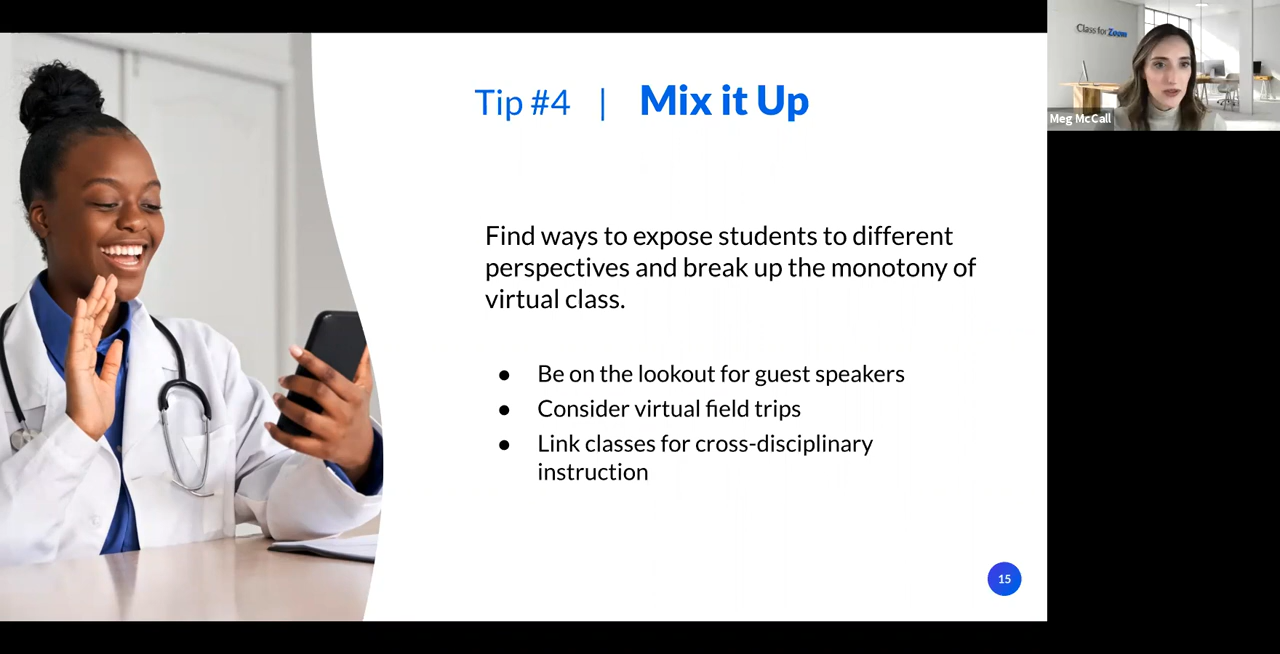 Tip #4 | Mix it Up
Class for Zoom
Meg McCall
Find ways to expose students to different
perspectives and break up the monotony of
virtual class.
● Be on the lookout for guest speakers
● Consider virtual field trips
● Link classes for cross-disciplinary
instruction
15